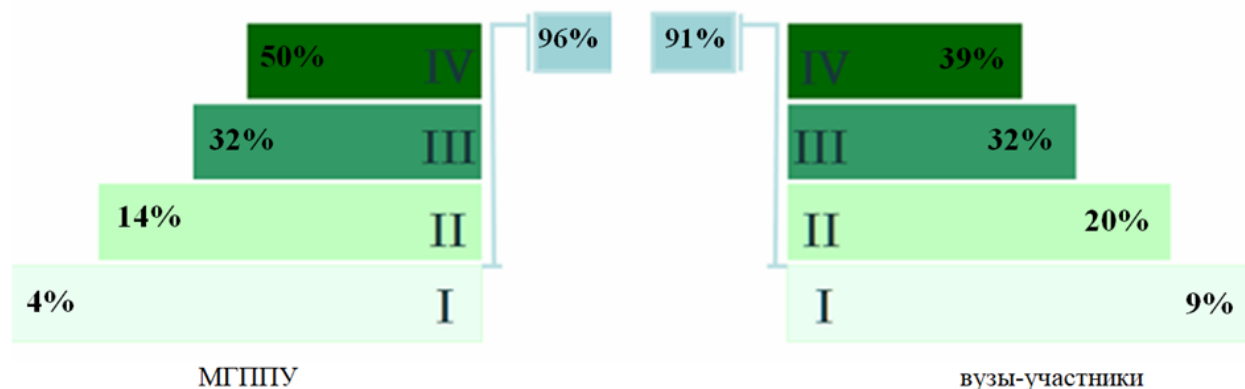 96% 91%
50% IV IV 39%
32% III III 32%
14% II II 20%
4% I I 9%
МГППУ вузы-участники